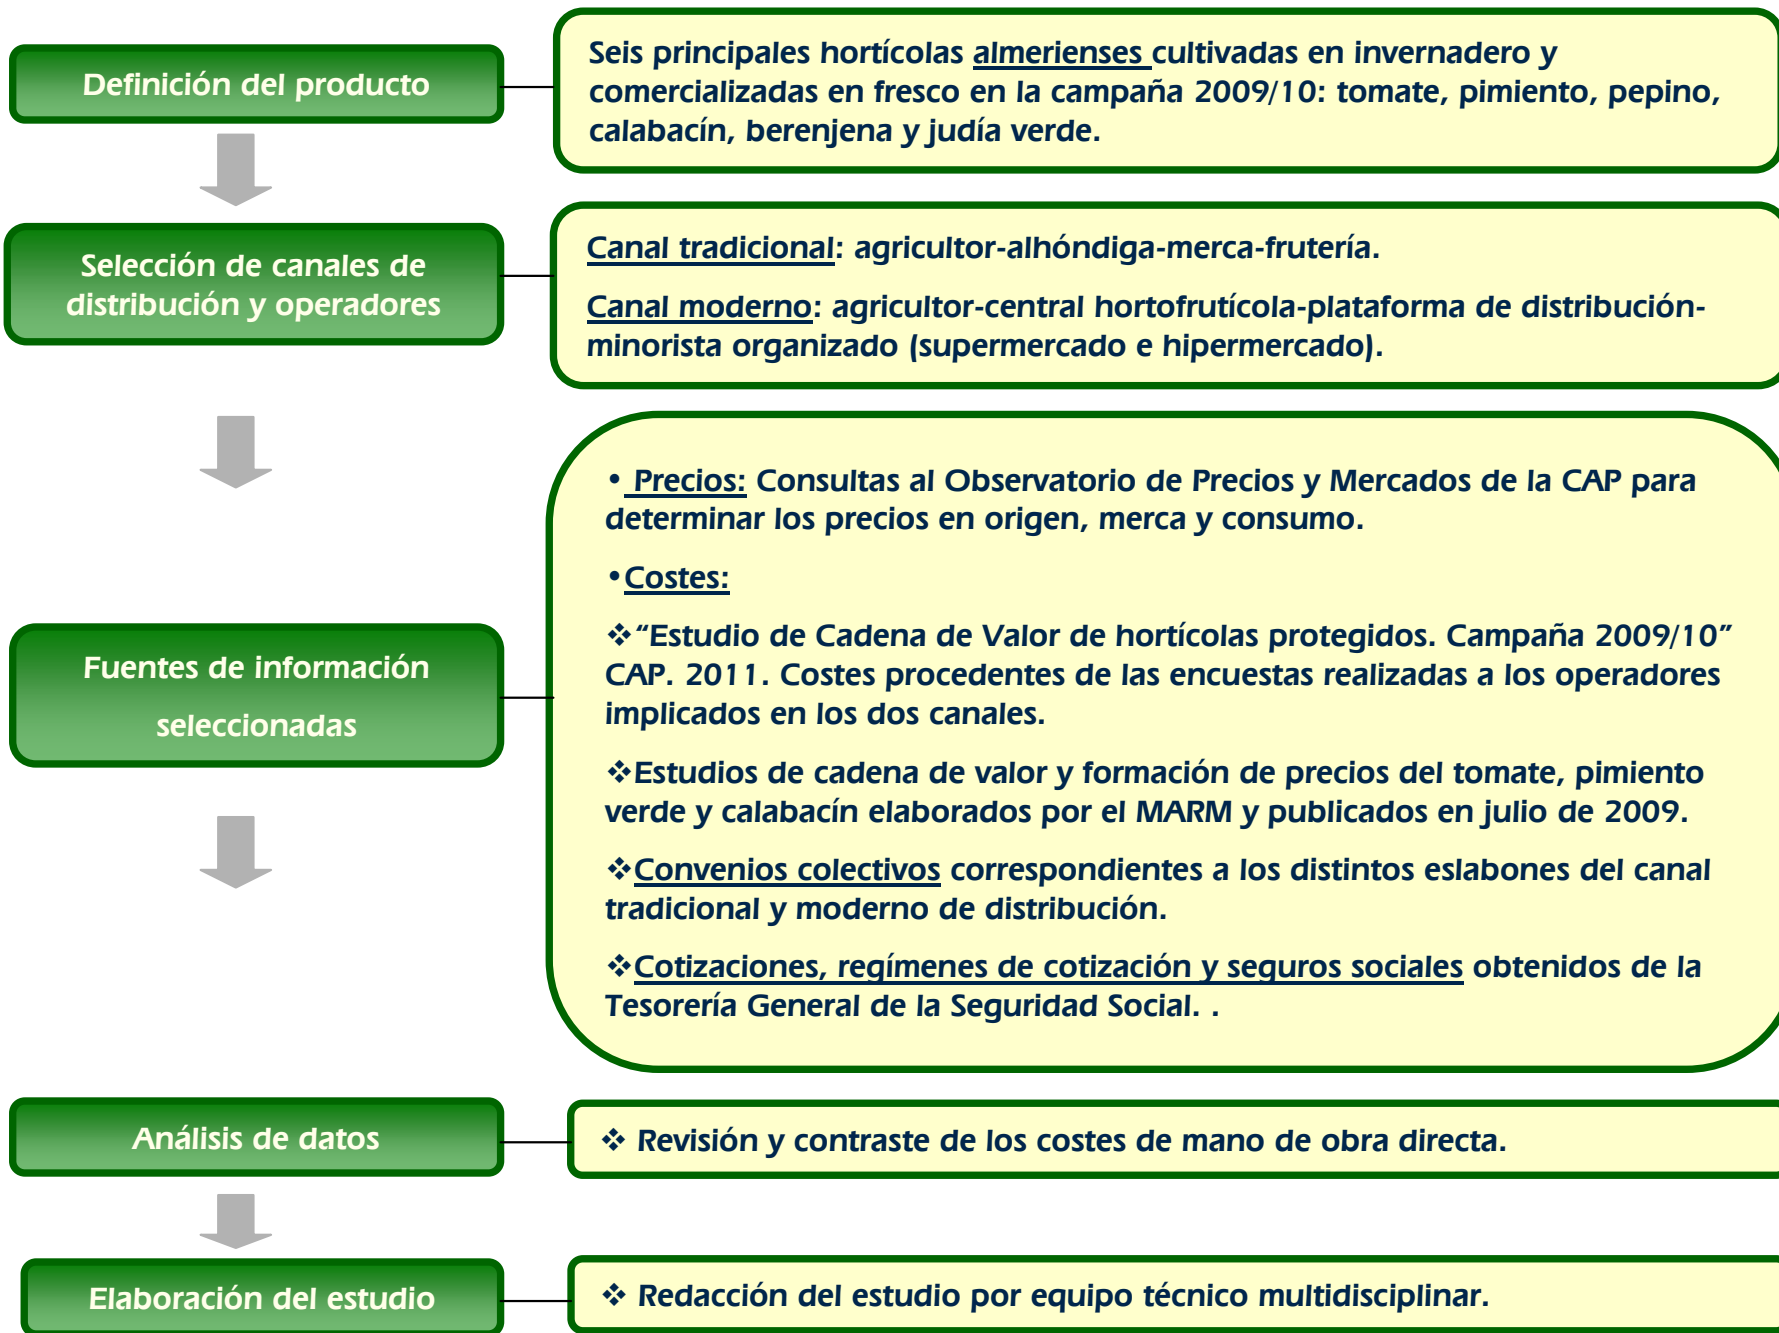 Definición del producto
Seis principales hortícolas almerienses cultivadas en invernadero y
comercializadas en fresco en la campaña 2009/10: tomate, pimiento, pepino,
calabacín, berenjena y judía verde.
Selección de canales de
distribución y operadores
Canal tradicional: agricultor-alhóndiga-merca-frutería.
Canal moderno: agricultor-central hortofrutícola-plataforma de distribución-
minorista organizado (supermercado e hipermercado).
Fuentes de información
seleccionadas
• Precios: Consultas al Observatorio de Precios y Mercados de la CAP para
determinar los precios en origen, merca y consumo.
•Costes:
❖“Estudio de Cadena de Valor de hortícolas protegidos. Campaña 2009/10”
CAP. 2011. Costes procedentes de las encuestas realizadas a los operadores
implicados en los dos canales.
❖Estudios de cadena de valor y formación de precios del tomate, pimiento
verde y calabacín elaborados por el MARM y publicados en julio de 2009.
❖Convenios colectivos correspondientes a los distintos eslabones del canal
tradicional y moderno de distribución.
❖Cotizaciones, regímenes de cotización y seguros sociales obtenidos de la
Tesorería General de la Seguridad Social. .
Análisis de datos
❖ Revisión y contraste de los costes de mano de obra directa.
Elaboración del estudio
❖ Redacción del estudio por equipo técnico multidisciplinar.